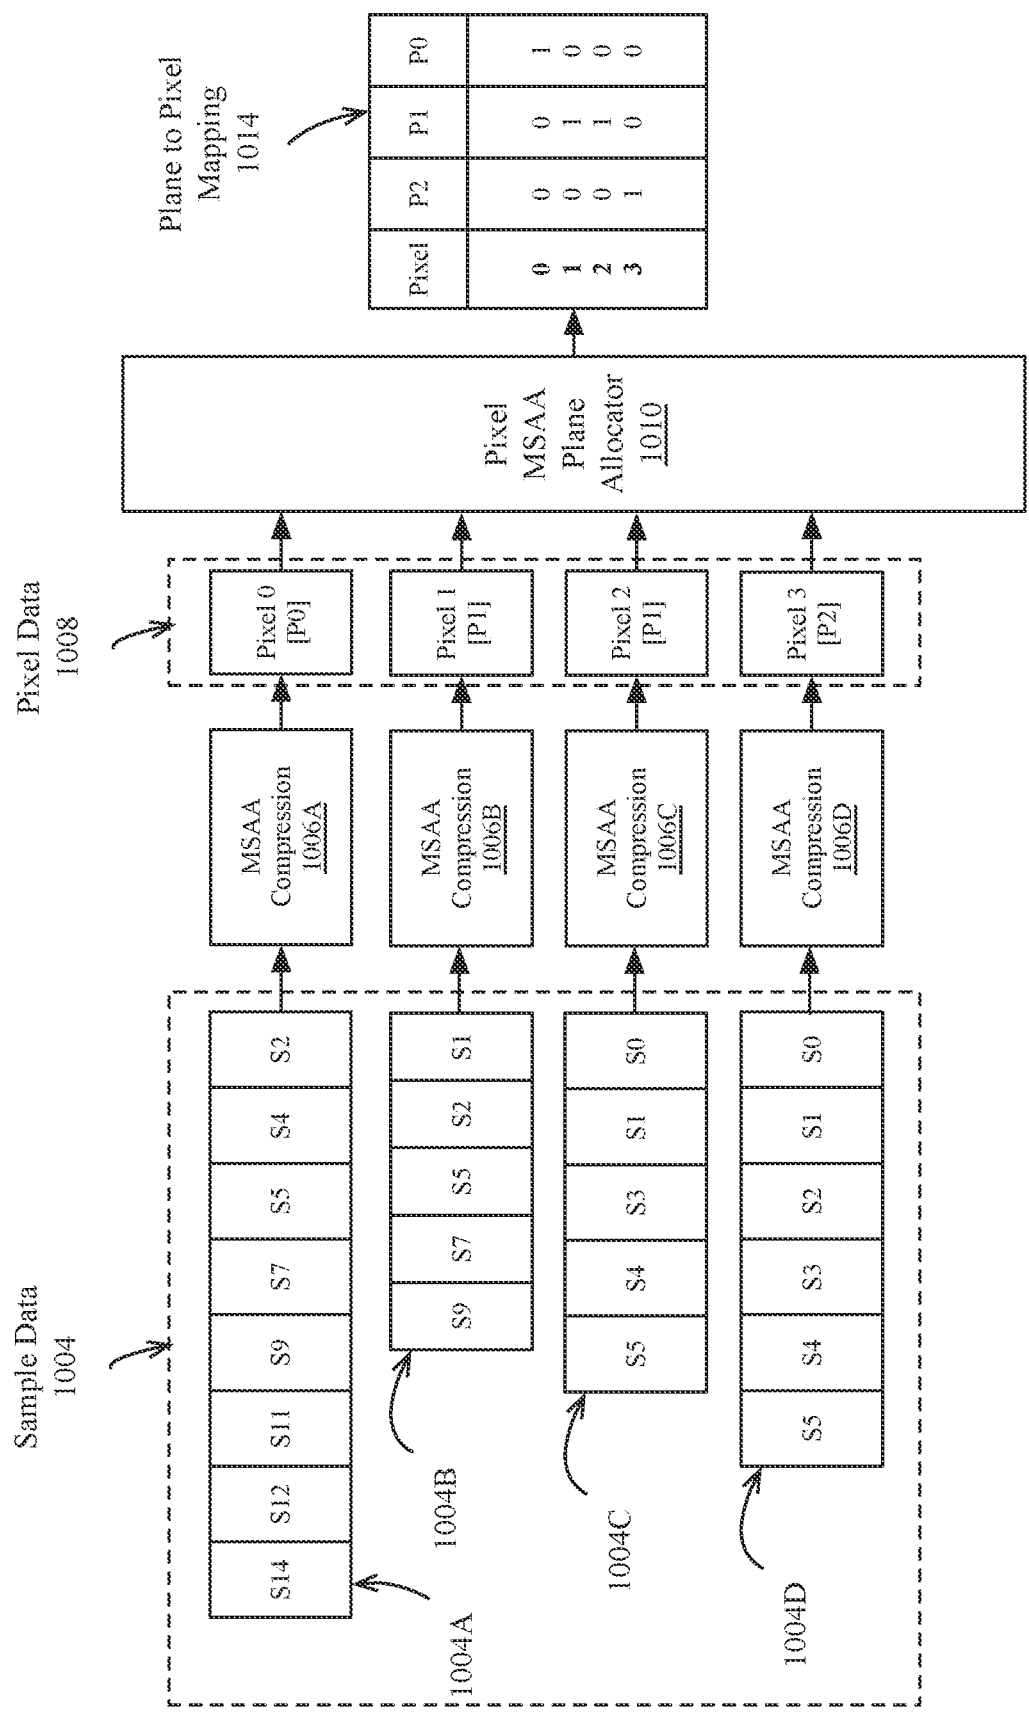 Sample Data
1004
S14 S12 S11 S9 S7 S5 S4 S2
1004A
S9 S7 S5 S2 S1
1004B
S5 S4 S3 S1 S0
1004C
S5 S4 S3 S2 S1 S0
1004D
MSAA
Compression
1006A
MSAA
Compression
1006B
MSAA
Compression
1006C
MSAA
Compression
1006D
Pixel Data
1008
Pixel 0
[P0]
Pixel 1
[P1]
Pixel 2
[P1]
Pixel 3
[P2]
Pixel
MSAA
Plane
Allocator
1010
Plane to Pixel
Mapping
1014
Pixel P2 P1 P0
0 0 0 1
1 0 1 0
2 0 1 0
3 1 0 0